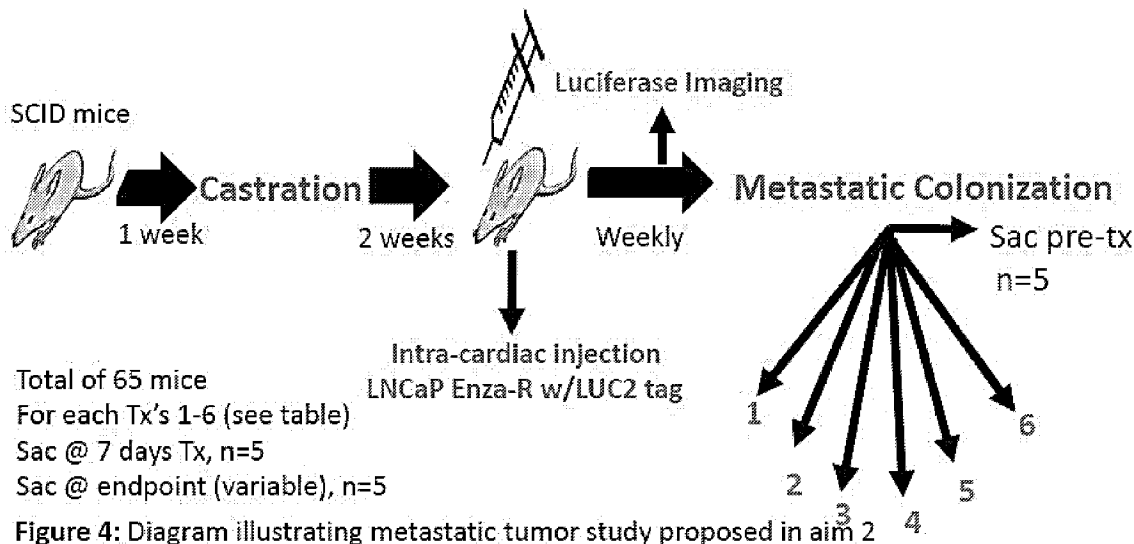 Luciferase Imaging
SCID mice
Castration
Metastatic Colonization
1 week
2 weeks
Weekly
Sac pre-tx
n=5
Intra-cardiac injection
LNCaP Enza-R w/LUC2 tag
Total of 65 mice
For each Tx's 1-6 (see table)
Sac @ 7 days Tx, n=5
Sac @ endpoint (variable), n=5
1
2
3
4
5
6
Figure 4: Diagram illustrating metastatic tumor study proposed in aim 2